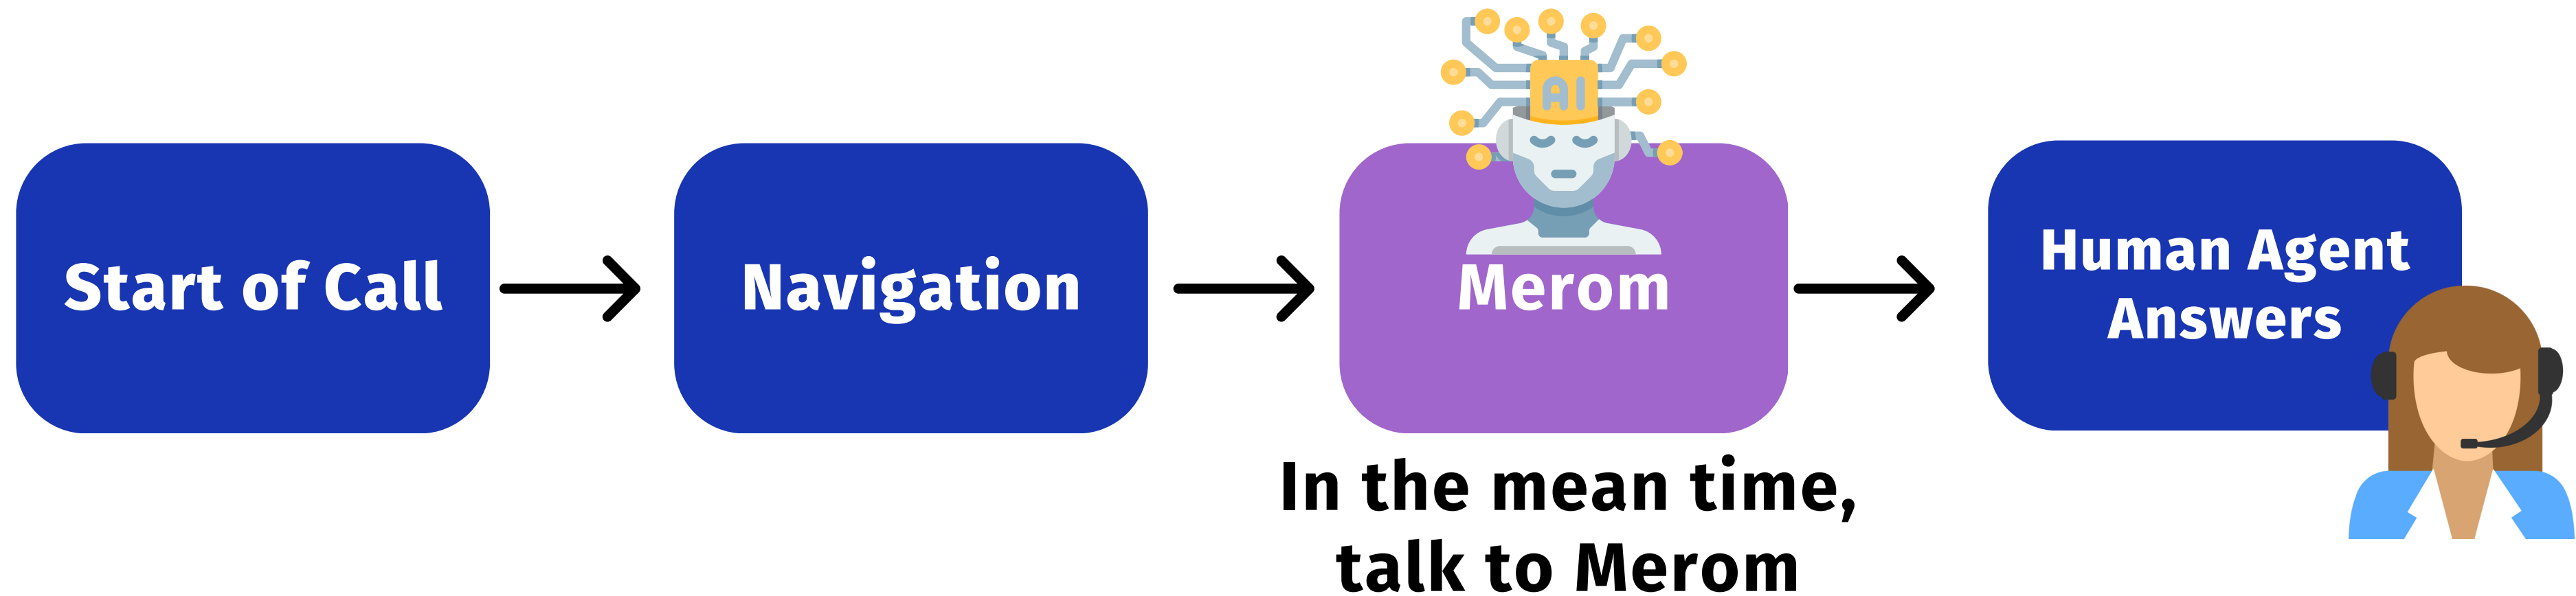 AI
Start of Call
Navigation
Merom
Human Agent
Answers
In the mean time,
talk to Merom